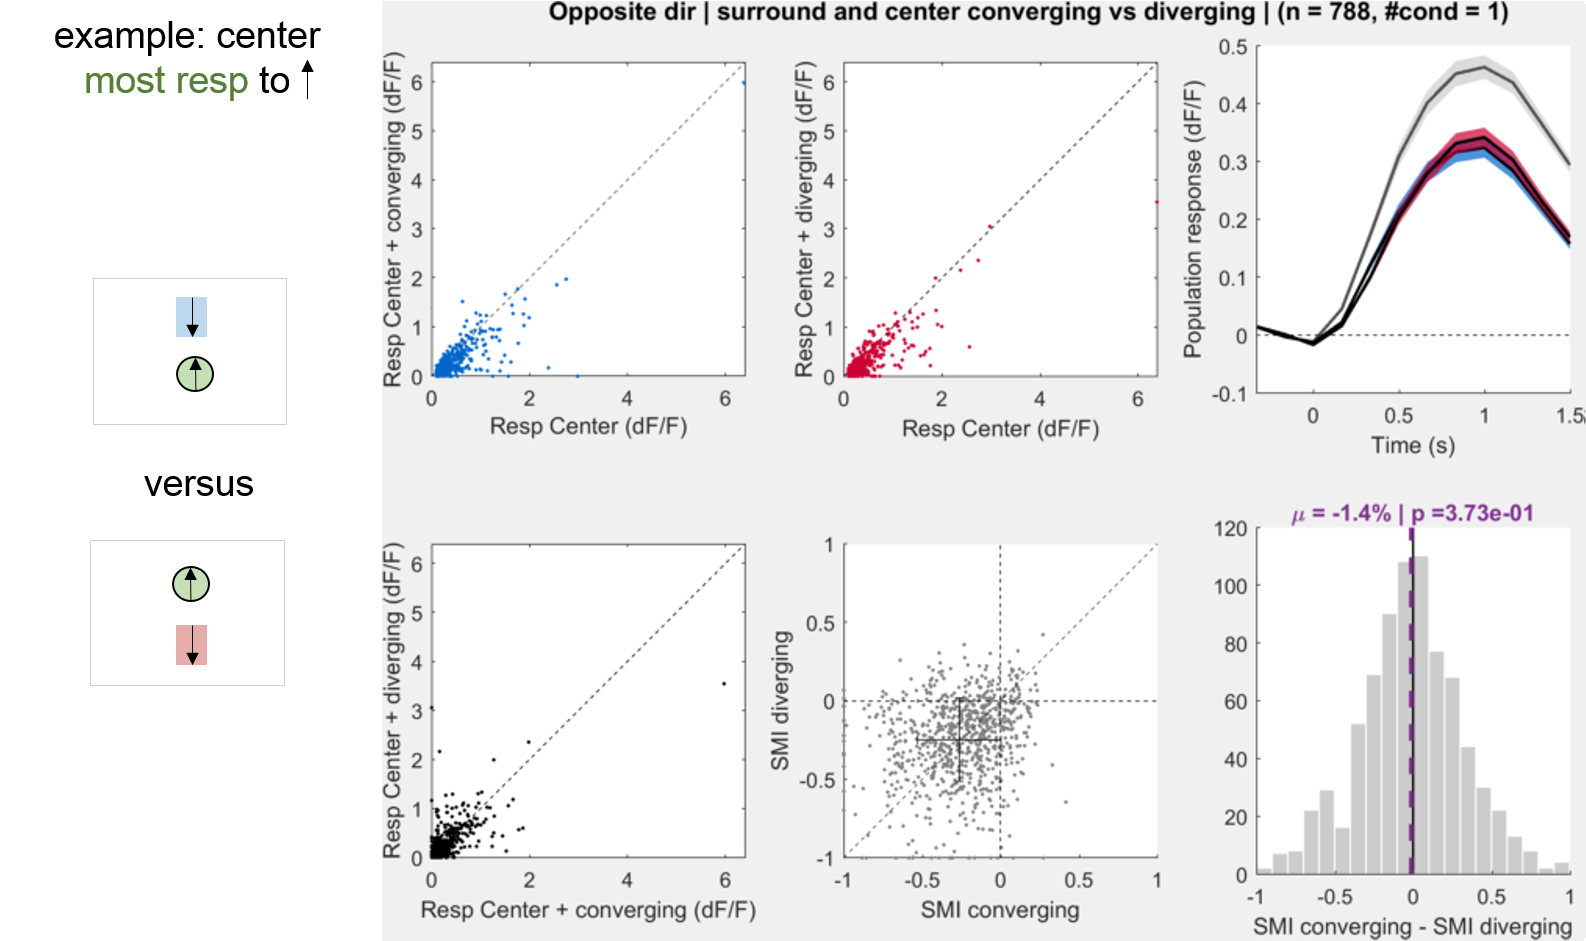 example: center
most resp to ↑
versus
Opposite dir | surround and center converging vs diverging | (n = 788, #cond = 1)
Resp Center + converging (dF/F)
6
5
4
3
2
1
0
0 2 4 6
Resp Center (dF/F)
Resp Center + diverging (dF/F)
6
5
4
3
2
1
0
0 2 4 6
Resp Center (dF/F)
Population response (dF/F)
0.5
0.4
0.3
0.2
0.1
0
-0.1
0 0.5 1 1.5
Time (s)
Resp Center + diverging (dF/F)
6
5
4
3
2
1
0
0 2 4 6
Resp Center + converging (dF/F)
SMI diverging
1
0.5
0
-0.5
-1
-1 -0.5 0 0.5 1
SMI converging
μ = -1.4% | p =3.73e-01
120
100
80
60
40
20
0
-1 -0.5 0 0.5 1
SMI converging - SMI diverging